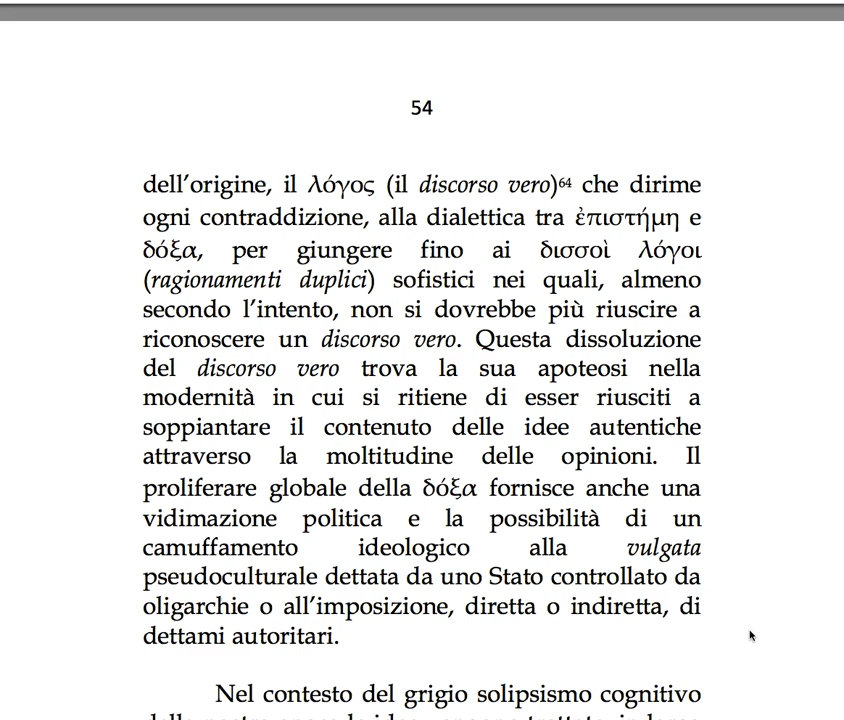 54
dell'origine, il λόγος (il discorso vero)64 che dirime
ogni contraddizione, alla dialettica tra ἐπιστήμη e
δόξα, per giungere fino ai δισσοὶ λόγοι
(ragionamenti duplici) sofistici nei quali, almeno
secondo l'intento, non si dovrebbe più riuscire a
riconoscere un discorso vero. Questa dissoluzione
del discorso vero trova la sua apoteosi nella
modernità in cui si ritiene di esser riusciti a
soppiantare il contenuto delle idee autentiche
attraverso la moltitudine delle opinioni. Il
proliferare globale della δόξα fornisce anche una
vidimazione politica e la possibilità di un
camuffamento ideologico alla vulgata
pseudoculturale dettata da uno Stato controllato da
oligarchie o all'imposizione, diretta o indiretta, di
dettami autoritari.
Nel contesto del grigio solipsismo cognitivo